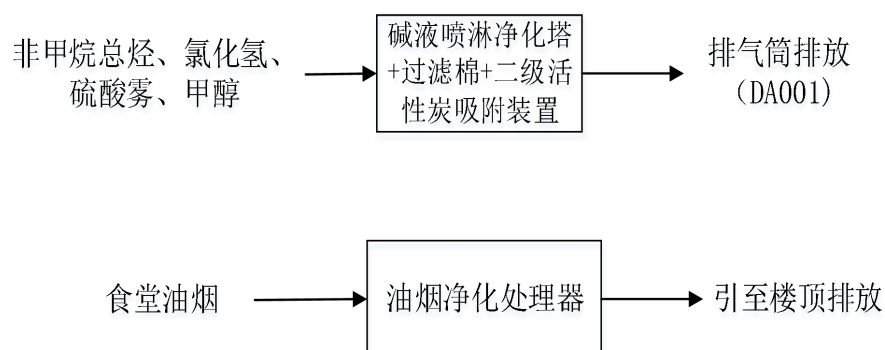 非甲烷总烃、氯化氢、
硫酸雾、甲醇
碱液喷淋净化塔
+过滤棉+二级活
性炭吸附装置
排气筒排放
（DA001）
食堂油烟
油烟净化处理器
引至楼顶排放